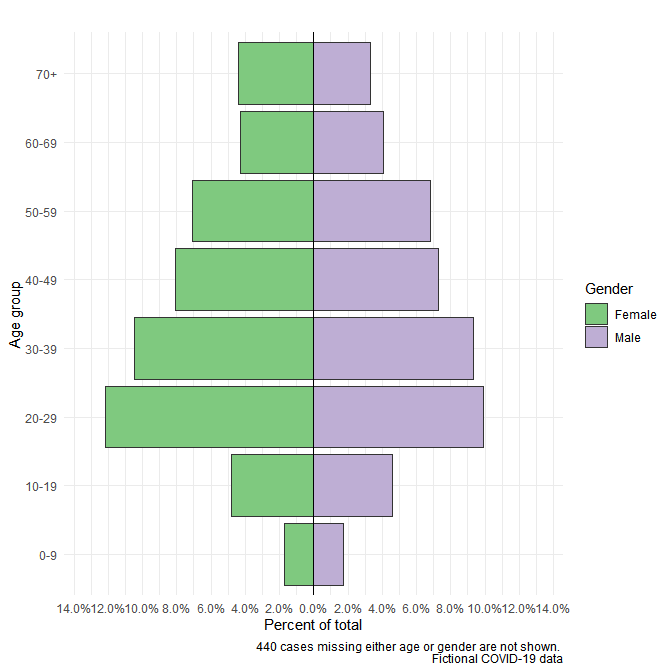 70+
60-69
50-59
40-49
30-39
20-29
10-19
0-9
Age group
14.0%12.0%10.0% 8.0% 6.0% 4.0% 2.0% 0.0% 2.0% 4.0% 6.0% 8.0% 10.0%12.0%14.0%
Percent of total
Gender
Female
Male
440 cases missing either age or gender are not shown.
Fictional COVID-19 data